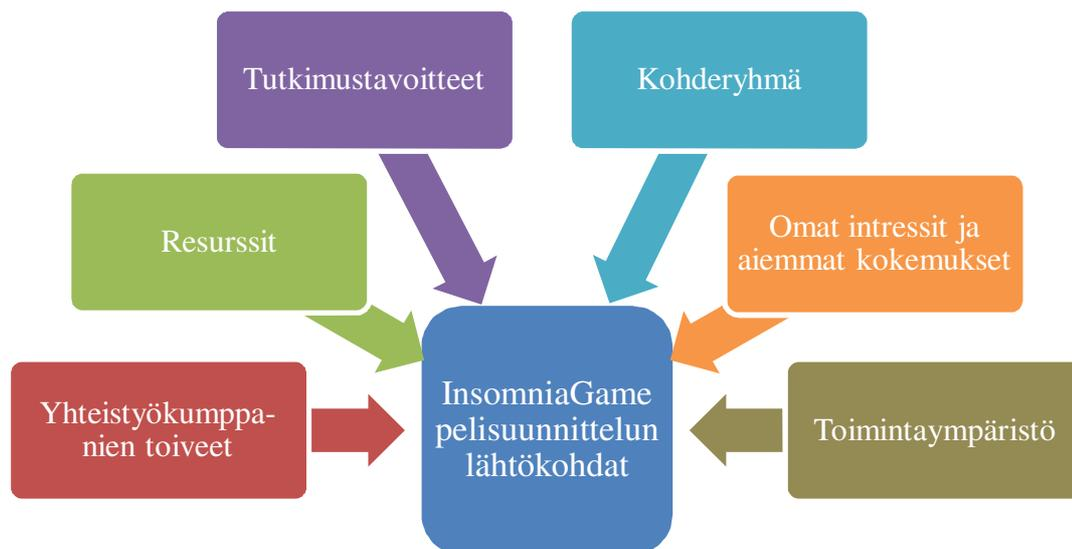 Tutkimustavoitteet
Kohderyhmä
Resurssit
Omat intressit ja
aiemmat kokemukset
Yhteistyökumppa-
nien toiveet
InsomniaGame
pelisuunnittelun
lähtökohdat
Toimintaympäristö